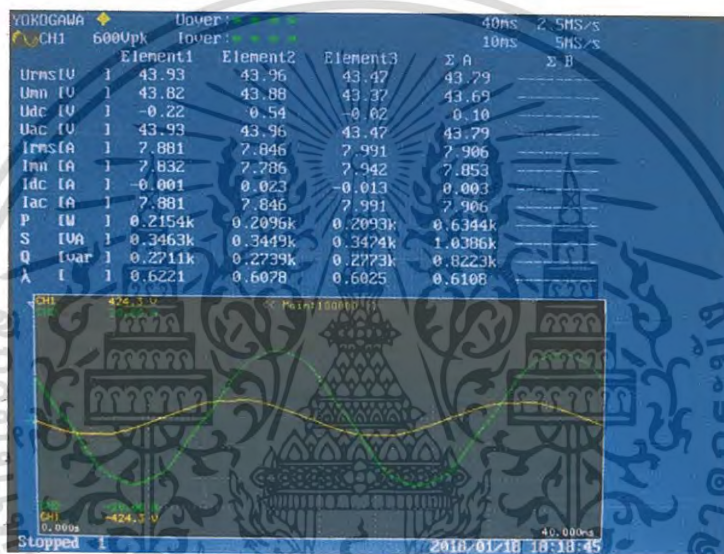 YOKOGAWA Uover: 40ms 2.5MS/s
CH1 600Vpk Iover: 10ms 5MS/s
Element1 Element2 Element3 Σ A Σ B
Urms[V ] 43.93 43.96 43.47 43.79
Umn [V ] 43.82 43.88 43.37 43.69
Udc [V ] -0.22 0.54 -0.02 0.10
Uac [V ] 43.93 43.96 43.47 43.79
Irms[A ] 7.881 7.846 7.991 7.906
Imn [A ] 7.832 7.786 7.942 7.853
Idc [A ] -0.001 0.023 -0.013 0.003
Iac [A ] 7.881 7.846 7.991 7.906
P [W ] 0.2154k 0.2096k 0.2093k 0.6344k
S [VA ] 0.3463k 0.3449k 0.3474k 1.0386k
Q [var ] 0.2711k 0.2739k 0.2773k 0.8223k
λ [ ] 0.6221 0.6078 0.6025 0.6108
CH1 424.3 V << Main:100000 >>
CH1 -424.3 V
0.000s 40.000ms
Stopped 1 2018/01/18 18:18:45